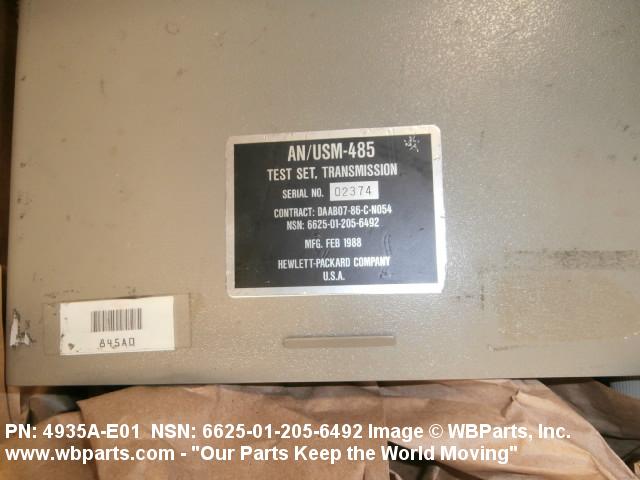 AN/USM-485
TEST SET, TRANSMISSION
SERIAL NO. 02374
CONTRACT: DAAB07-86-C-N054
NSN: 6625-01-205-6492
MFG. FEB 1988
HEWLETT-PACKARD COMPANY
U.S.A.
845A0
PN: 4935A-E01 NSN: 6625-01-205-6492 Image © WBParts, Inc.
www.wbparts.com - "Our Parts Keep the World Moving"